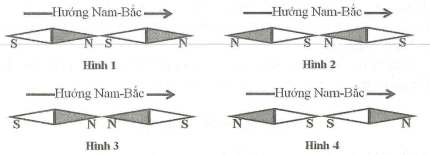 Hướng Nam-Bắc Hướng Nam-Bắc
S N S N N S N S
Hình 1 Hình 2
Hướng Nam-Bắc Hướng Nam-Bắc
S N N S N S S N
Hình 3 Hình 4